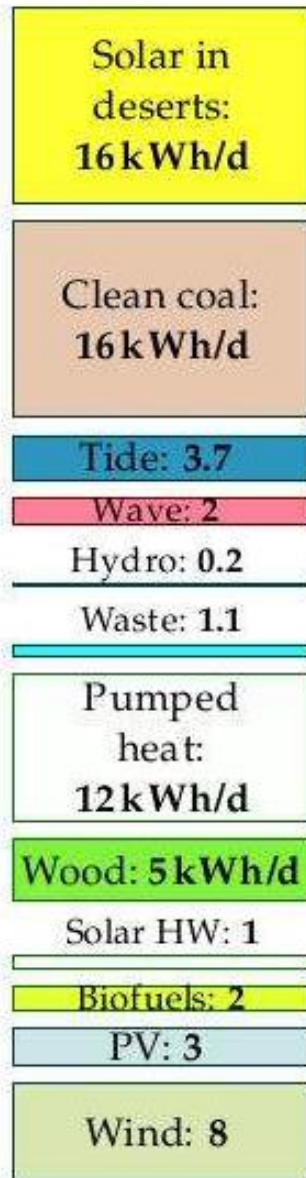 Solar in
deserts:
16 kWh/d
Clean coal:
16 kWh/d
Tide: 3.7
Wave: 2
Hydro: 0.2
Waste: 1.1
Pumped
heat:
12 kWh/d
Wood: 5 kWh/d
Solar HW: 1
Biofuels: 2
PV: 3
Wind: 8